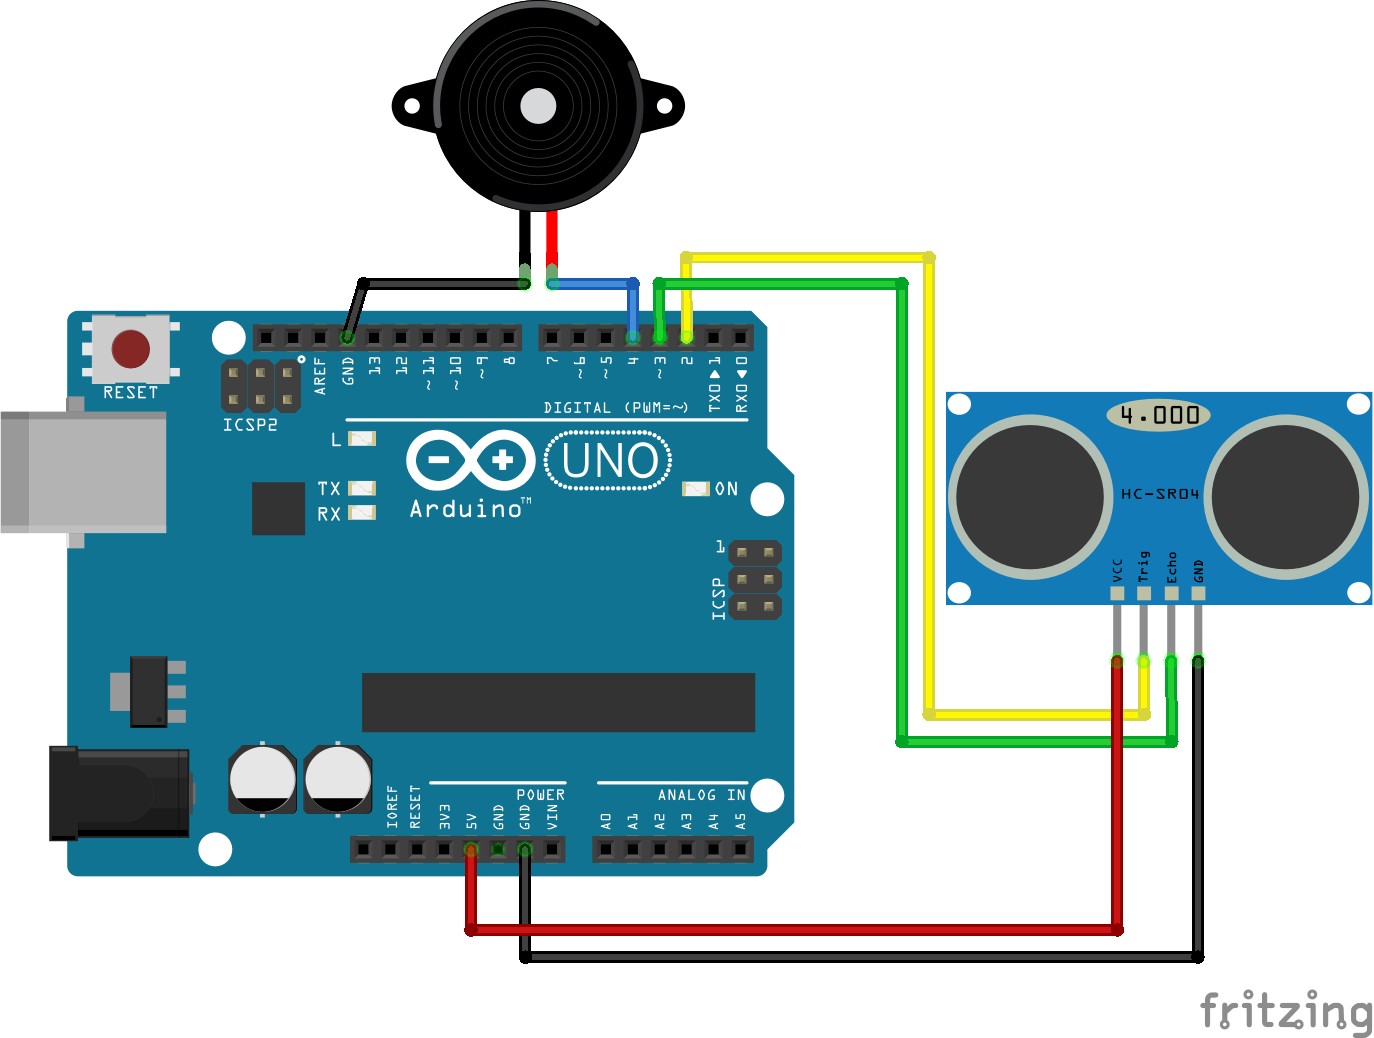 RESET
ICSP2
AREF
GND
13
12
~11
~10
~9
8
7
~6
~5
4
~3
2
TX0▶1
RX0◀0
DIGITAL (PWM=~)
L
TX
RX
UNO
Arduino™
ON
1
ICSP
4.000
HC-SR04
VCC
Trig
Echo
GND
POWER
ANALOG IN
IOREF
RESET
3V3
5V
GND
GND
VIN
A0
A1
A2
A3
A4
A5
fritzing